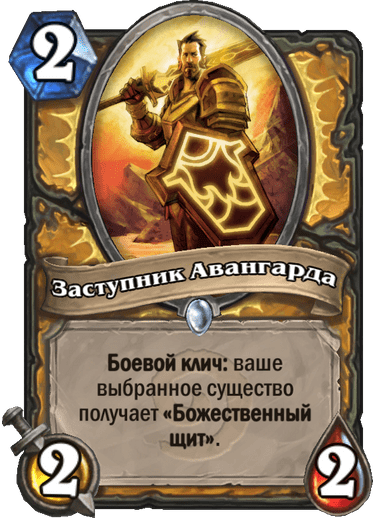 2
Заступник Авангарда
Боевой клич: ваше
выбранное существо
получает «Божественный
щит».
2
2